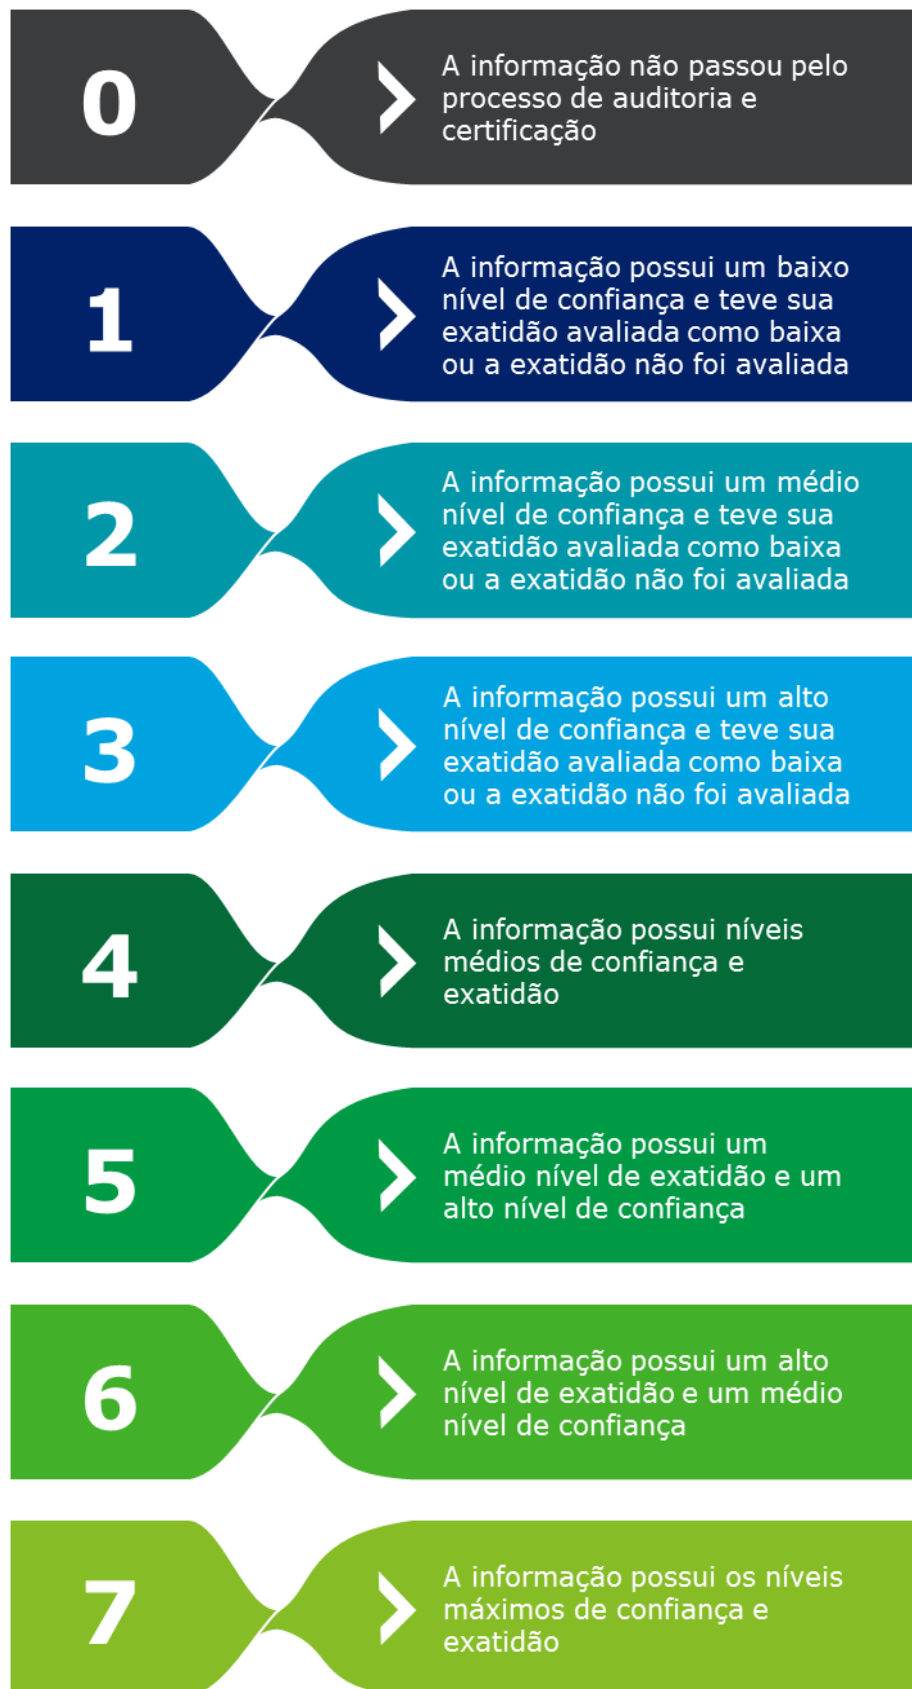 0
A informação não passou pelo
processo de auditoria e
certificação
1
A informação possui um baixo
nível de confiança e teve sua
exatidão avaliada como baixa
ou a exatidão não foi avaliada
2
A informação possui um médio
nível de confiança e teve sua
exatidão avaliada como baixa
ou a exatidão não foi avaliada
3
A informação possui um alto
nível de confiança e teve sua
exatidão avaliada como baixa
ou a exatidão não foi avaliada
4
A informação possui níveis
médios de confiança e
exatidão
5
A informação possui um
médio nível de exatidão e um
alto nível de confiança
6
A informação possui um alto
nível de exatidão e um médio
nível de confiança
7
A informação possui os níveis
máximos de confiança e
exatidão